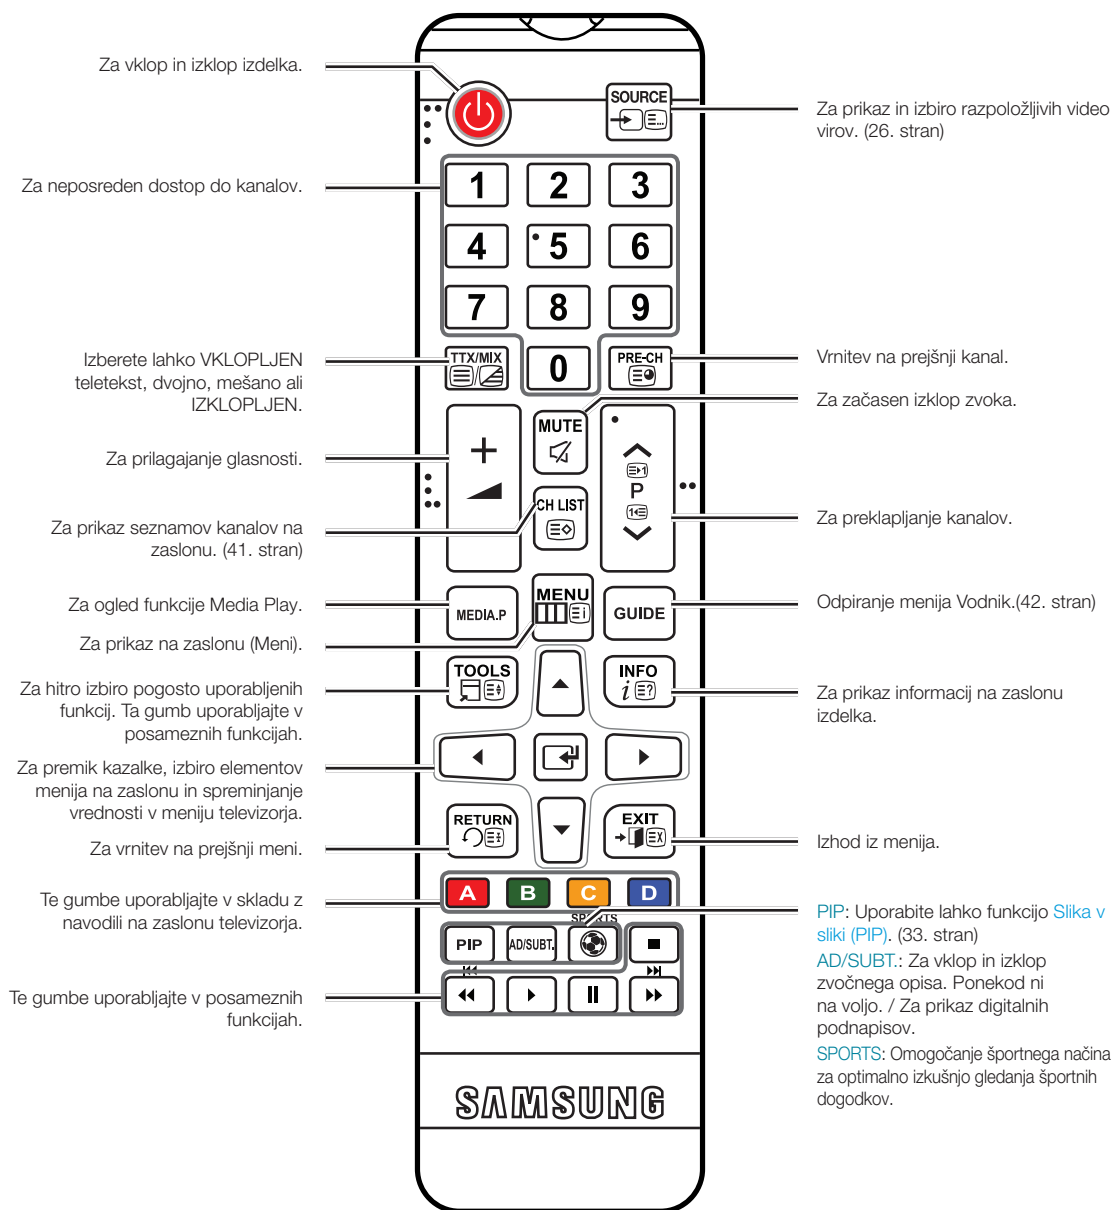 Za vklop in izklop izdelka.
SOURCE
Za prikaz in izbiro razpoložljivih video
virov. (26. stran)
Za neposreden dostop do kanalov.
1 2 3
4 5 6
7 8 9
0
Izberete lahko VKLOPLJEN
teletekst, dvojno, mešano ali
IZKLOPLJEN.
TTX/MIX
PRE-CH
Vrnitev na prejšnji kanal.
Za začasen izklop zvoka.
MUTE
Za prilagajanje glasnosti.
+
P
CH LIST
Za prikaz seznamov kanalov na
zaslonu. (41. stran)
Za preklapljanje kanalov.
Za ogled funkcije Media Play.
MEDIA.P
MENU
GUIDE
Odpiranje menija Vodnik.(42. stran)
Za prikaz na zaslonu (Meni).
TOOLS
INFO
i
Za hitro izbiro pogosto uporabljenih
funkcij. Ta gumb uporabljajte v
posameznih funkcijah.
Za prikaz informacij na zaslonu
izdelka.
Za premik kazalke, izbiro elementov
menija na zaslonu in spreminjanje
vrednosti v meniju televizorja.
RETURN
EXIT
Za vrnitev na prejšnji meni.
Izhod iz menija.
A B C D
Te gumbe uporabljajte v skladu z
navodili na zaslonu televizorja.
SPORTS
PIP AD/SUBT.
PIP: Uporabite lahko funkcijo Slika v
sliki (PIP). (33. stran)
AD/SUBT.: Za vklop in izklop
zvočnega opisa. Ponekod ni
na voljo. / Za prikaz digitalnih
podnapisov.
SPORTS: Omogočanje športnega načina
za optimalno izkušnjo gledanja športnih
dogodkov.
Te gumbe uporabljajte v posameznih
funkcijah.
SAMSUNG